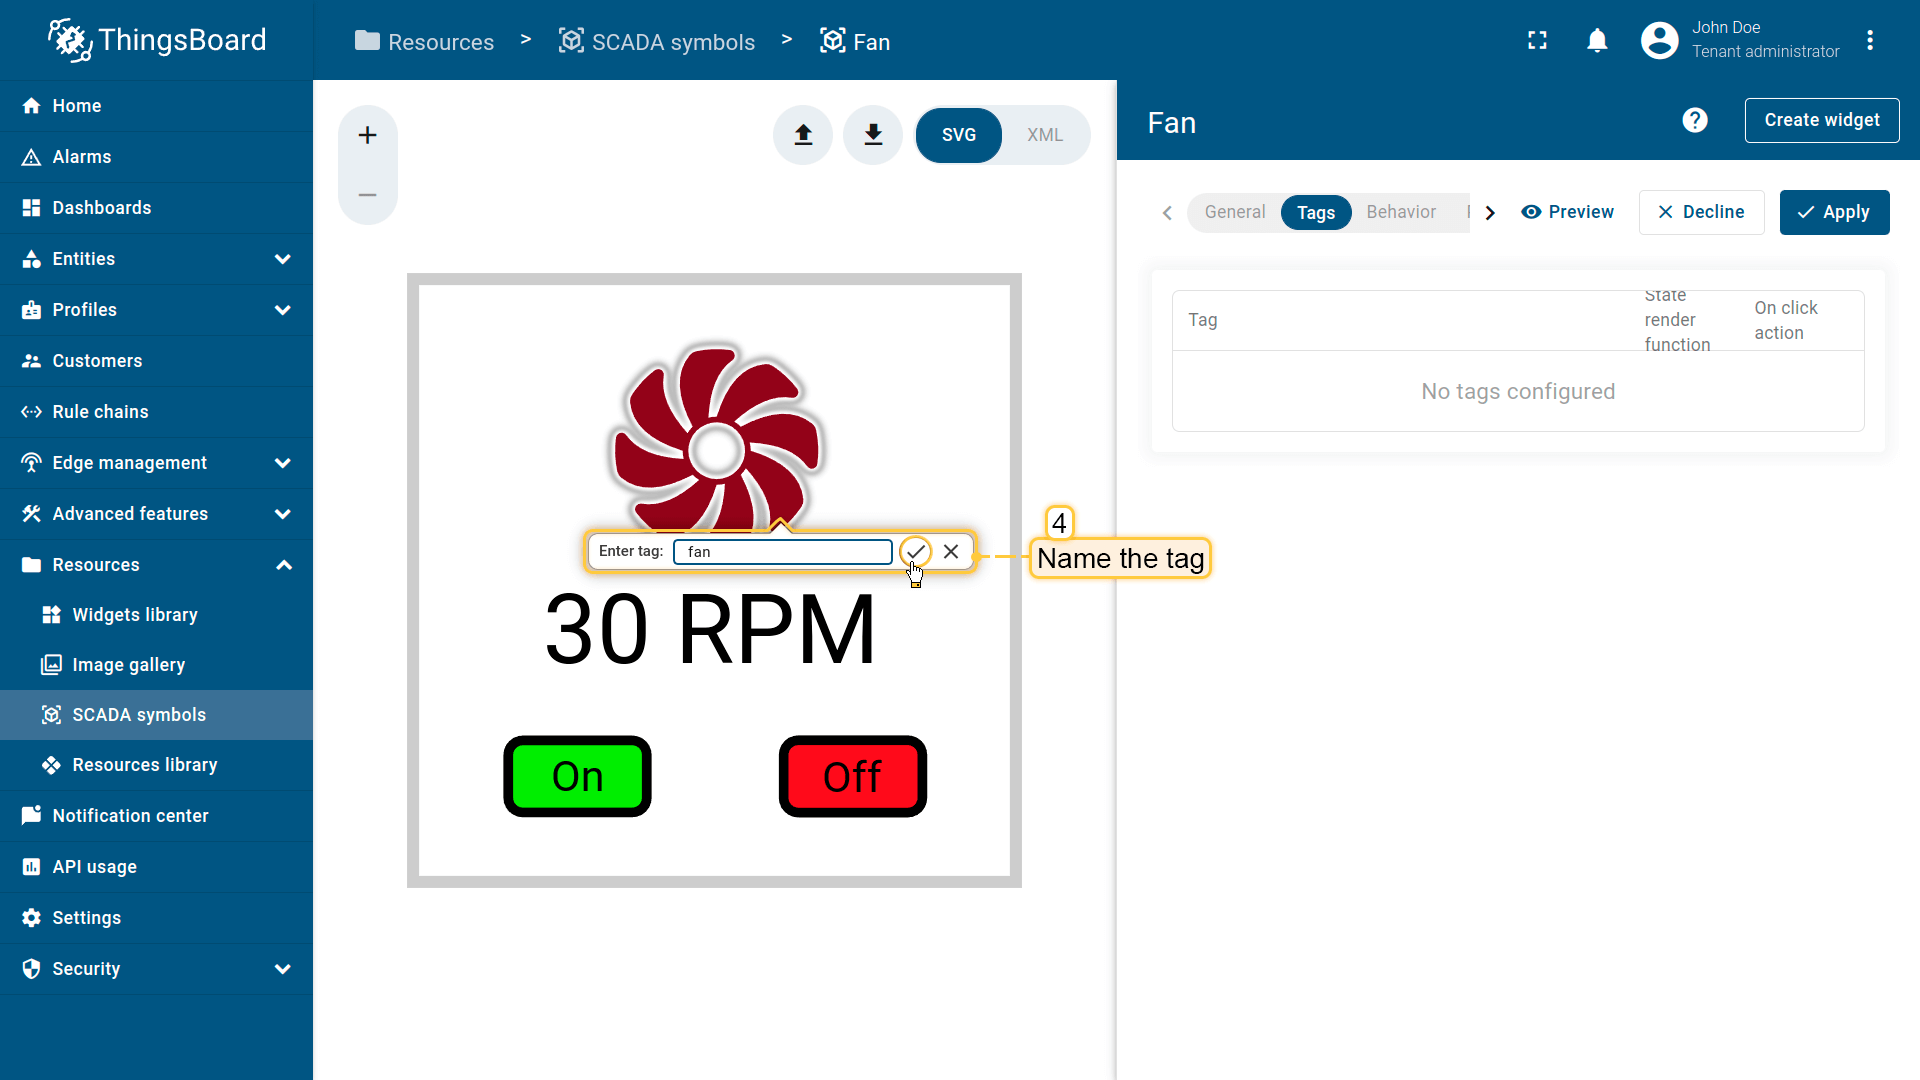 ThingsBoard
Resources > SCADA symbols > Fan
John Doe
Tenant administrator
Home
Alarms
Dashboards
Entities
Profiles
Customers
Rule chains
Edge management
Advanced features
Resources
Widgets library
Image gallery
SCADA symbols
Resources library
Notification center
API usage
Settings
Security
SVG
XML
Enter tag: fan
30 RPM
On
Off
4
Name the tag
Fan
Create widget
General
Tags
Behavior
Preview
Decline
Apply
Tag
State
render
function
On click
action
No tags configured